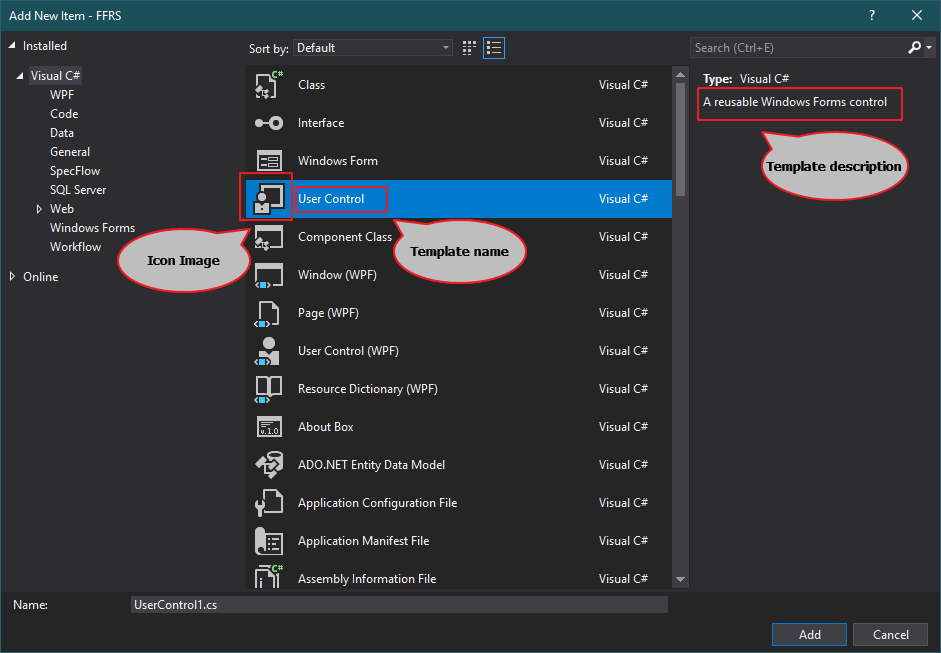 Add New Item - FFRS
?
Installed
Visual C#
WPF
Code
Data
General
SpecFlow
SQL Server
Web
Windows Forms
Workflow
Online
Sort by: Default
Search (Ctrl+E)
C# Class Visual C#
Interface Visual C#
Windows Form Visual C#
User Control Visual C#
Component Class Visual C#
Window (WPF) Visual C#
Page (WPF) Visual C#
User Control (WPF) Visual C#
Resource Dictionary (WPF) Visual C#
v.1.0 About Box Visual C#
ADO.NET Entity Data Model Visual C#
Application Configuration File Visual C#
Application Manifest File Visual C#
C# Assembly Information File Visual C#
Icon Image
Template name
Type: Visual C#
A reusable Windows Forms control
Template description
Name: UserControl1.cs
Add Cancel